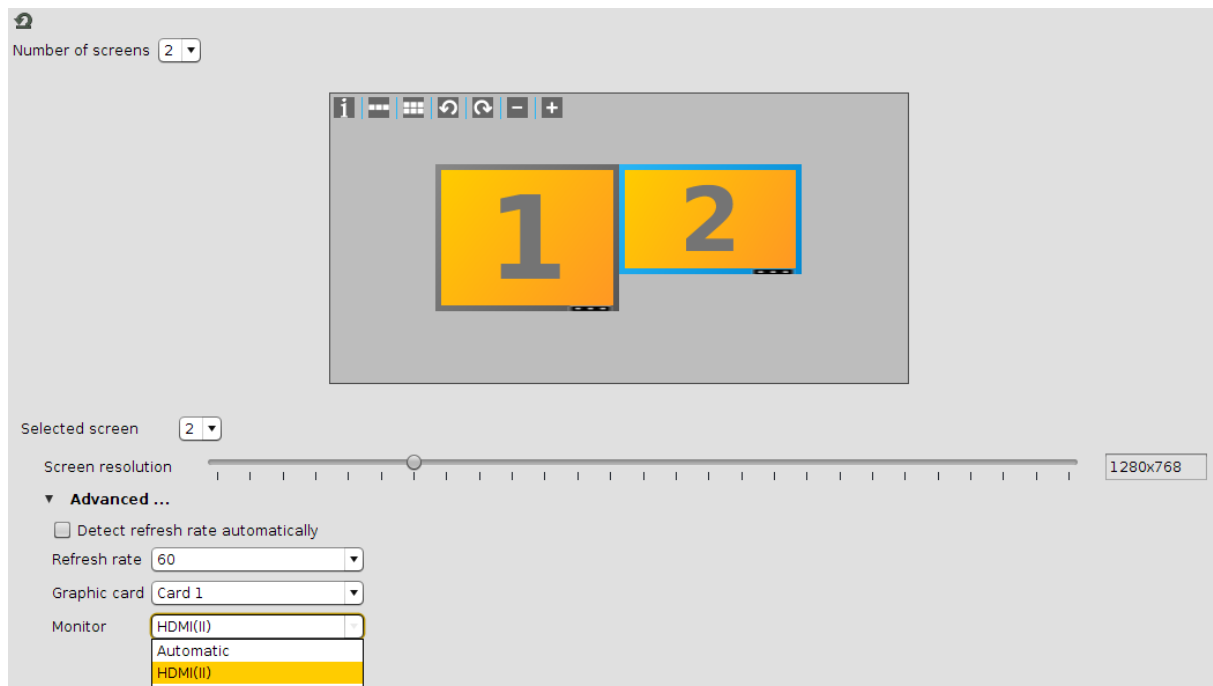 Number of screens 2
i
1 2
Selected screen 2
Screen resolution 1280x768
Advanced ...
Detect refresh rate automatically
Refresh rate 60
Graphic card Card 1
Monitor HDMI(II)
Automatic
HDMI(II)